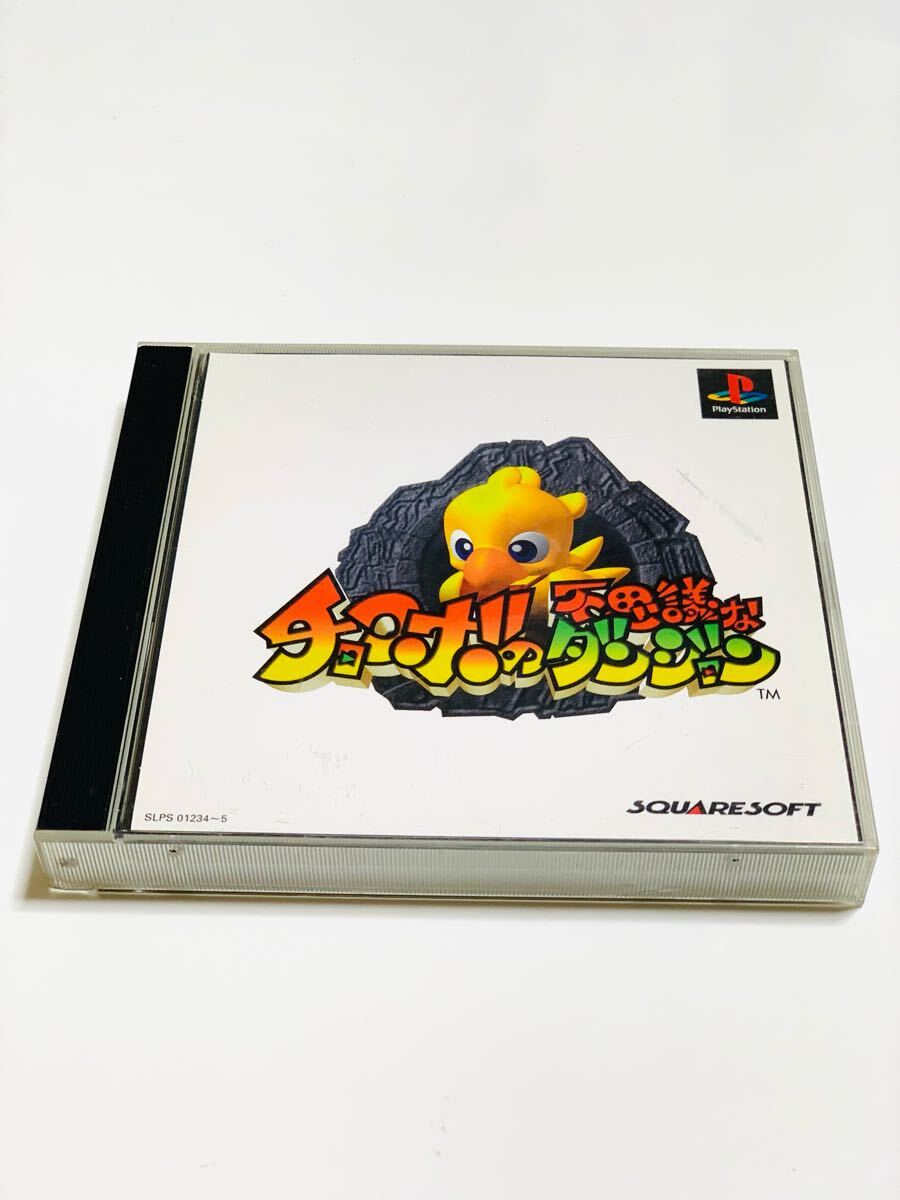 PlayStation
チョコボの不思議なダンジョン
TM
SLPS 01234~5
SQUARESOFT